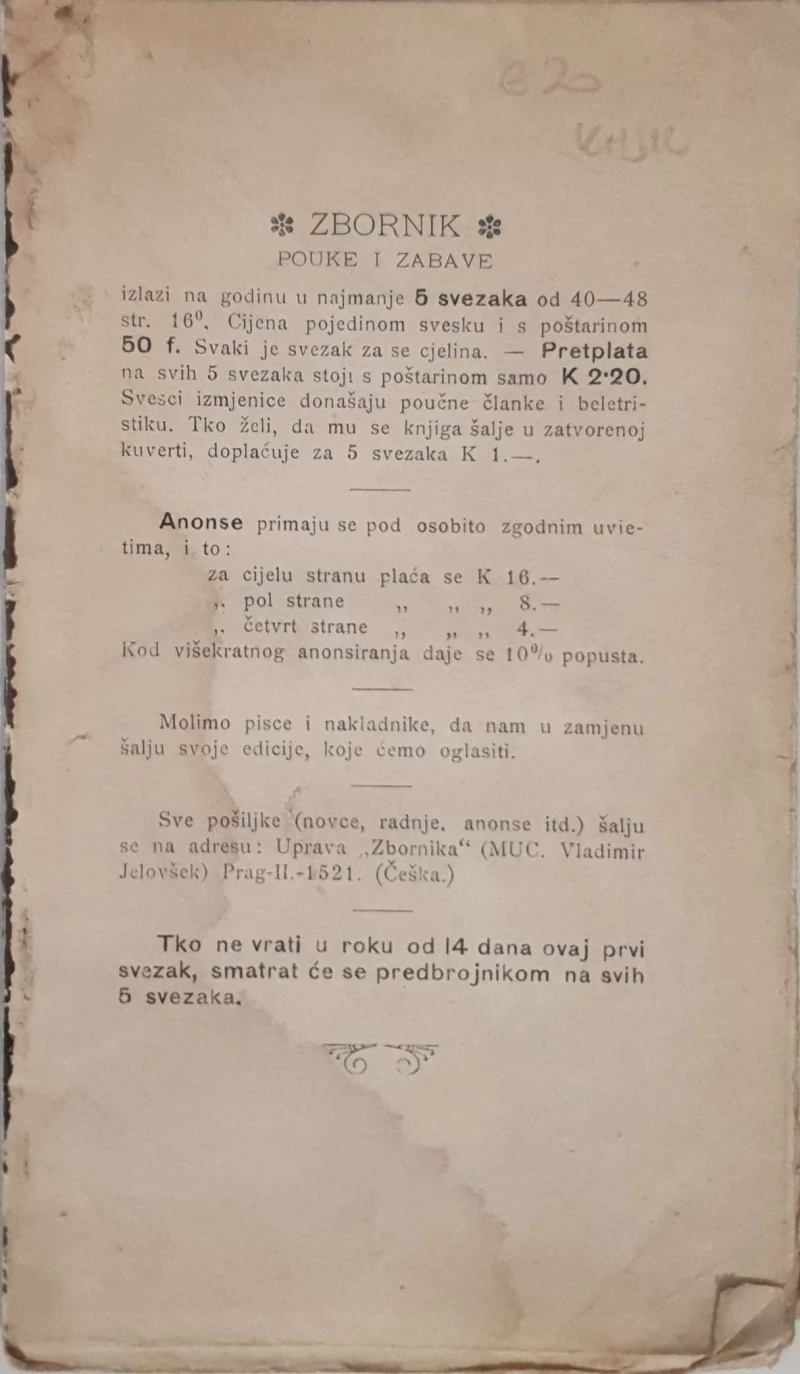 e 20
ZBORNIK
POUKE I ZABAVE
izlazi na godinu u najmanje 5 svezaka od 40—48
str. 16⁰. Cijena pojedinom svesku i s poštarinom
50 f. Svaki je svezak za se cjelina. — Pretplata
na svih 5 svezaka stoji s poštarinom samo K 2·20.
Svesci izmjenice donašaju poučne članke i beletri-
stiku. Tko želi, da mu se knjiga šalje u zatvorenoj
kuverti, doplaćuje za 5 svezaka K 1.—.
Anonse primaju se pod osobito zgodnim uvje-
tima, i to:
za cijelu stranu plaća se K 16.—
„ pol strane „ „ „ 8.—
„ četvrt strane „ „ „ 4.—
Kod višekratnog anonsiranja daje se 10⁰/₀ popusta.
Molimo pisce i nakladnike, da nam u zamjenu
šalju svoje edicije, koje ćemo oglasiti.
Sve pošiljke (novce, radnje, anonse itd.) šalju
se na adresu: Uprava „Zbornika“ (MUC. Vladimir
Jelovšek) Prag-II.-1521. (Češka.)
Tko ne vrati u roku od 14 dana ovaj prvi
svezak, smatrat će se predbrojnikom na svih
5 svezaka.